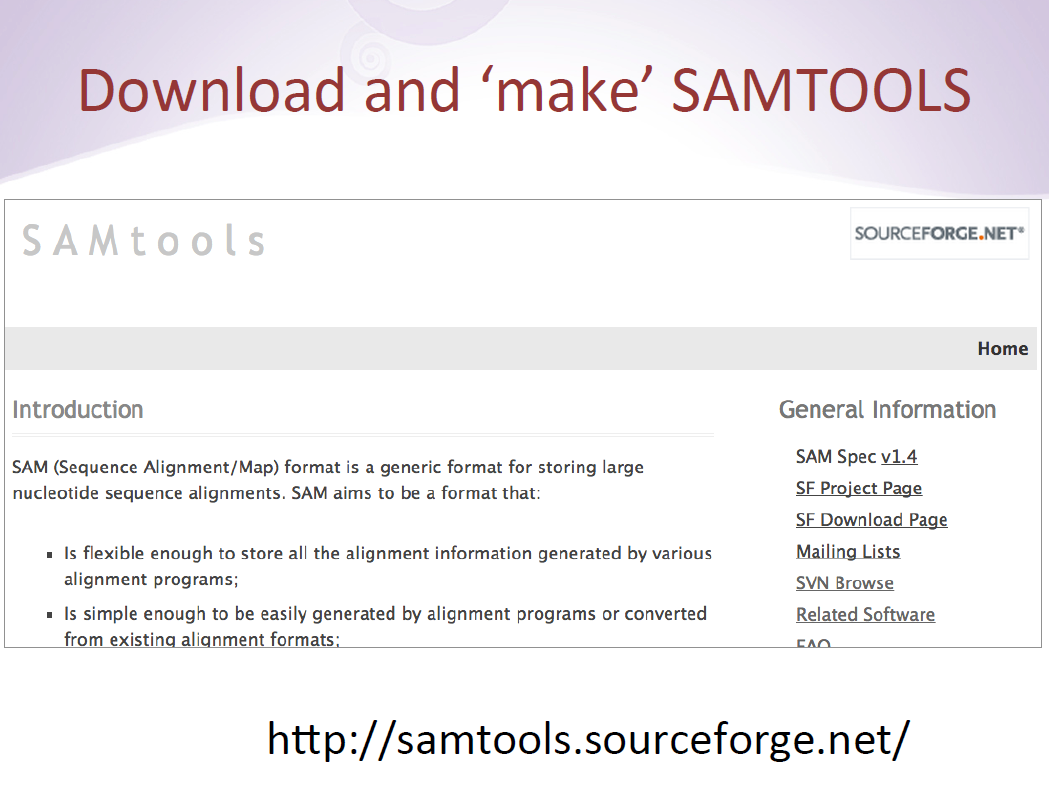 Download and ‘make’ SAMTOOLS
SAMtools
SOURCEFORGE.NET®
Home
Introduction
General Information
SAM (Sequence Alignment/Map) format is a generic format for storing large
nucleotide sequence alignments. SAM aims to be a format that:
▪ Is flexible enough to store all the alignment information generated by various
alignment programs;
▪ Is simple enough to be easily generated by alignment programs or converted
from existing alignment formats;
SAM Spec v1.4
SF Project Page
SF Download Page
Mailing Lists
SVN Browse
Related Software
FAQ
http://samtools.sourceforge.net/